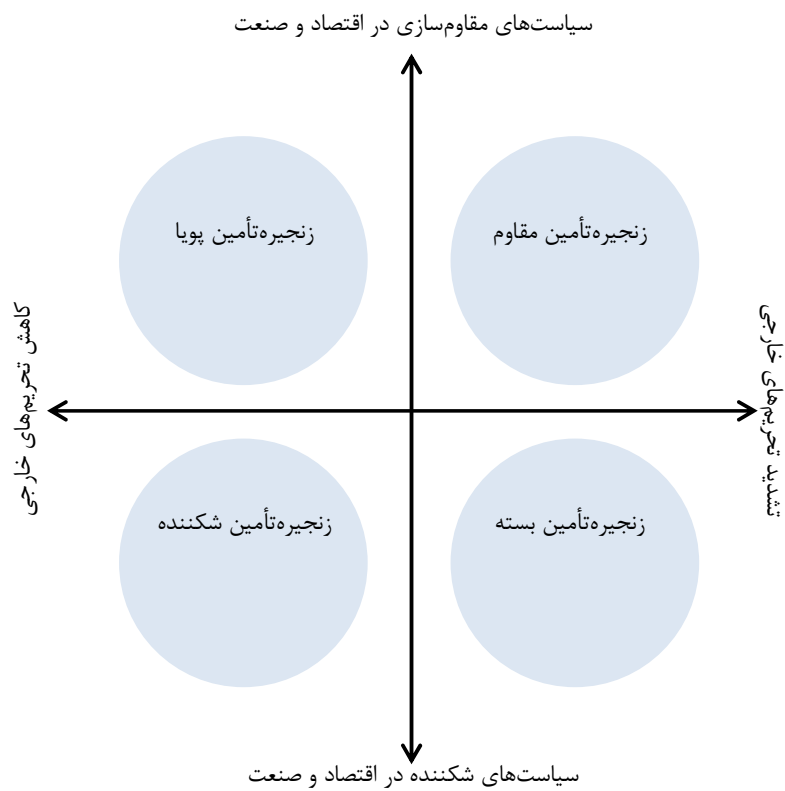 سیاست‌های مقاوم‌سازی در اقتصاد و صنعت
زنجیره‌تأمین مقاوم
زنجیره‌تأمین پویا
تشدید تحریم‌های خارجی
کاهش تحریم‌های خارجی
زنجیره‌تأمین بسته
زنجیره‌تأمین شکننده
سیاست‌های شکننده در اقتصاد و صنعت